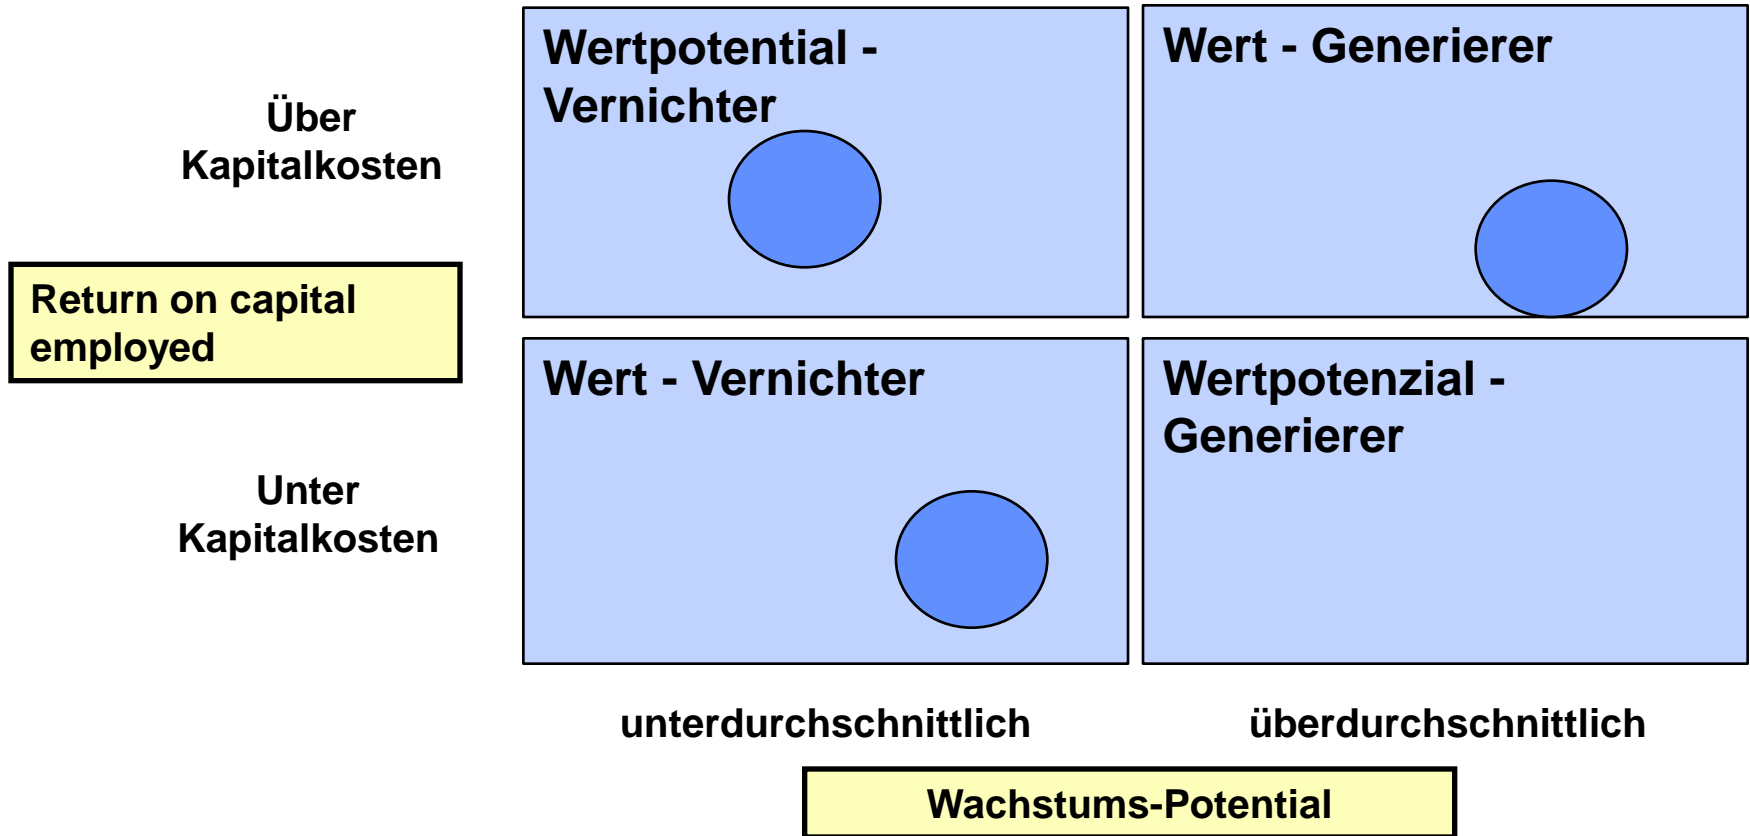 Wertpotential -
Vernichter
Wert - Generierer
Über
Kapitalkosten
Return on capital
employed
Wert - Vernichter
Wertpotenzial -
Generierer
Unter
Kapitalkosten
unterdurchschnittlich
überdurchschnittlich
Wachstums-Potential